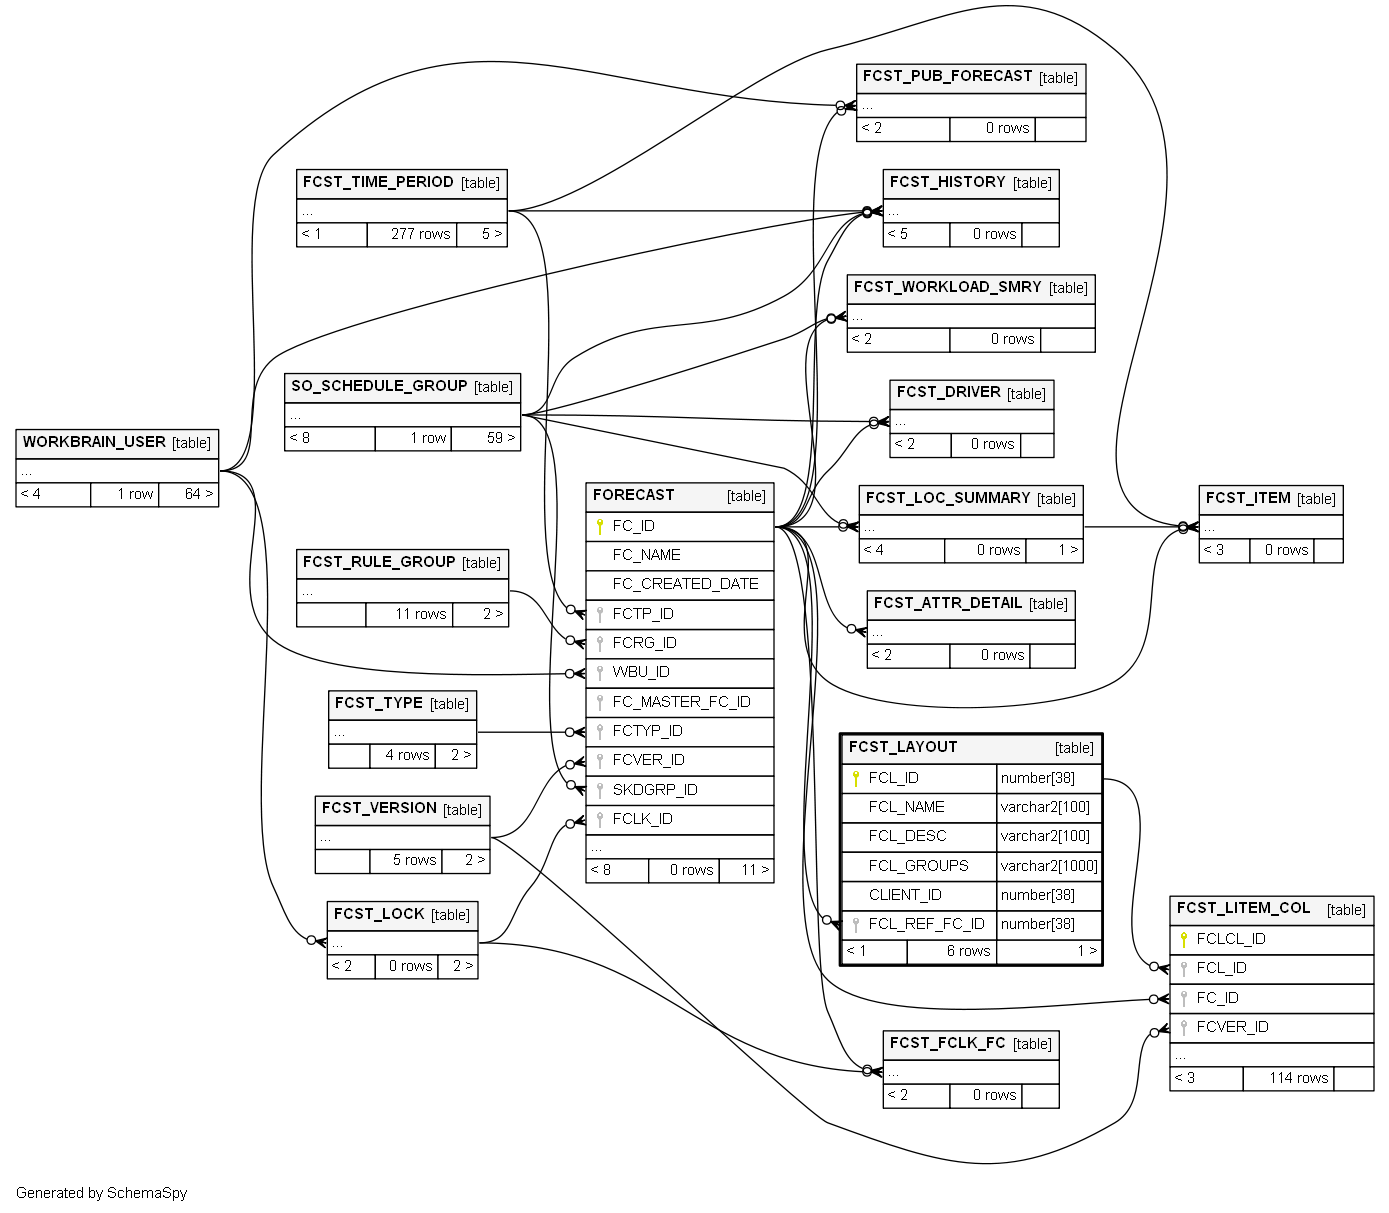 FCST_PUB_FORECAST [table]
...
< 2 0 rows
FCST_TIME_PERIOD [table]
...
< 1 277 rows 5 >
FCST_HISTORY [table]
...
< 5 0 rows
FCST_WORKLOAD_SMRY [table]
...
< 2 0 rows
SO_SCHEDULE_GROUP [table]
...
< 8 1 row 59 >
FCST_DRIVER [table]
...
< 2 0 rows
WORKBRAIN_USER [table]
...
< 4 1 row 64 >
FORECAST [table]
FC_ID
FC_NAME
FC_CREATED_DATE
FCTP_ID
FCRG_ID
WBU_ID
FC_MASTER_FC_ID
FCTYP_ID
FCVER_ID
SKDGRP_ID
FCLK_ID
...
< 8 0 rows 11 >
FCST_LOC_SUMMARY [table]
...
< 4 0 rows 1 >
FCST_ITEM [table]
...
< 3 0 rows
FCST_RULE_GROUP [table]
...
11 rows 2 >
FCST_ATTR_DETAIL [table]
...
< 2 0 rows
FCST_TYPE [table]
...
4 rows 2 >
FCST_LAYOUT [table]
FCL_ID number[38]
FCL_NAME varchar2[100]
FCL_DESC varchar2[100]
FCL_GROUPS varchar2[1000]
CLIENT_ID number[38]
FCL_REF_FC_ID number[38]
< 1 6 rows 1 >
FCST_VERSION [table]
...
5 rows 2 >
FCST_LOCK [table]
...
< 2 0 rows 2 >
FCST_LITEM_COL [table]
FCLCL_ID
FCL_ID
FC_ID
FCVER_ID
...
< 3 114 rows
FCST_FCLK_FC [table]
...
< 2 0 rows
Generated by SchemaSpy